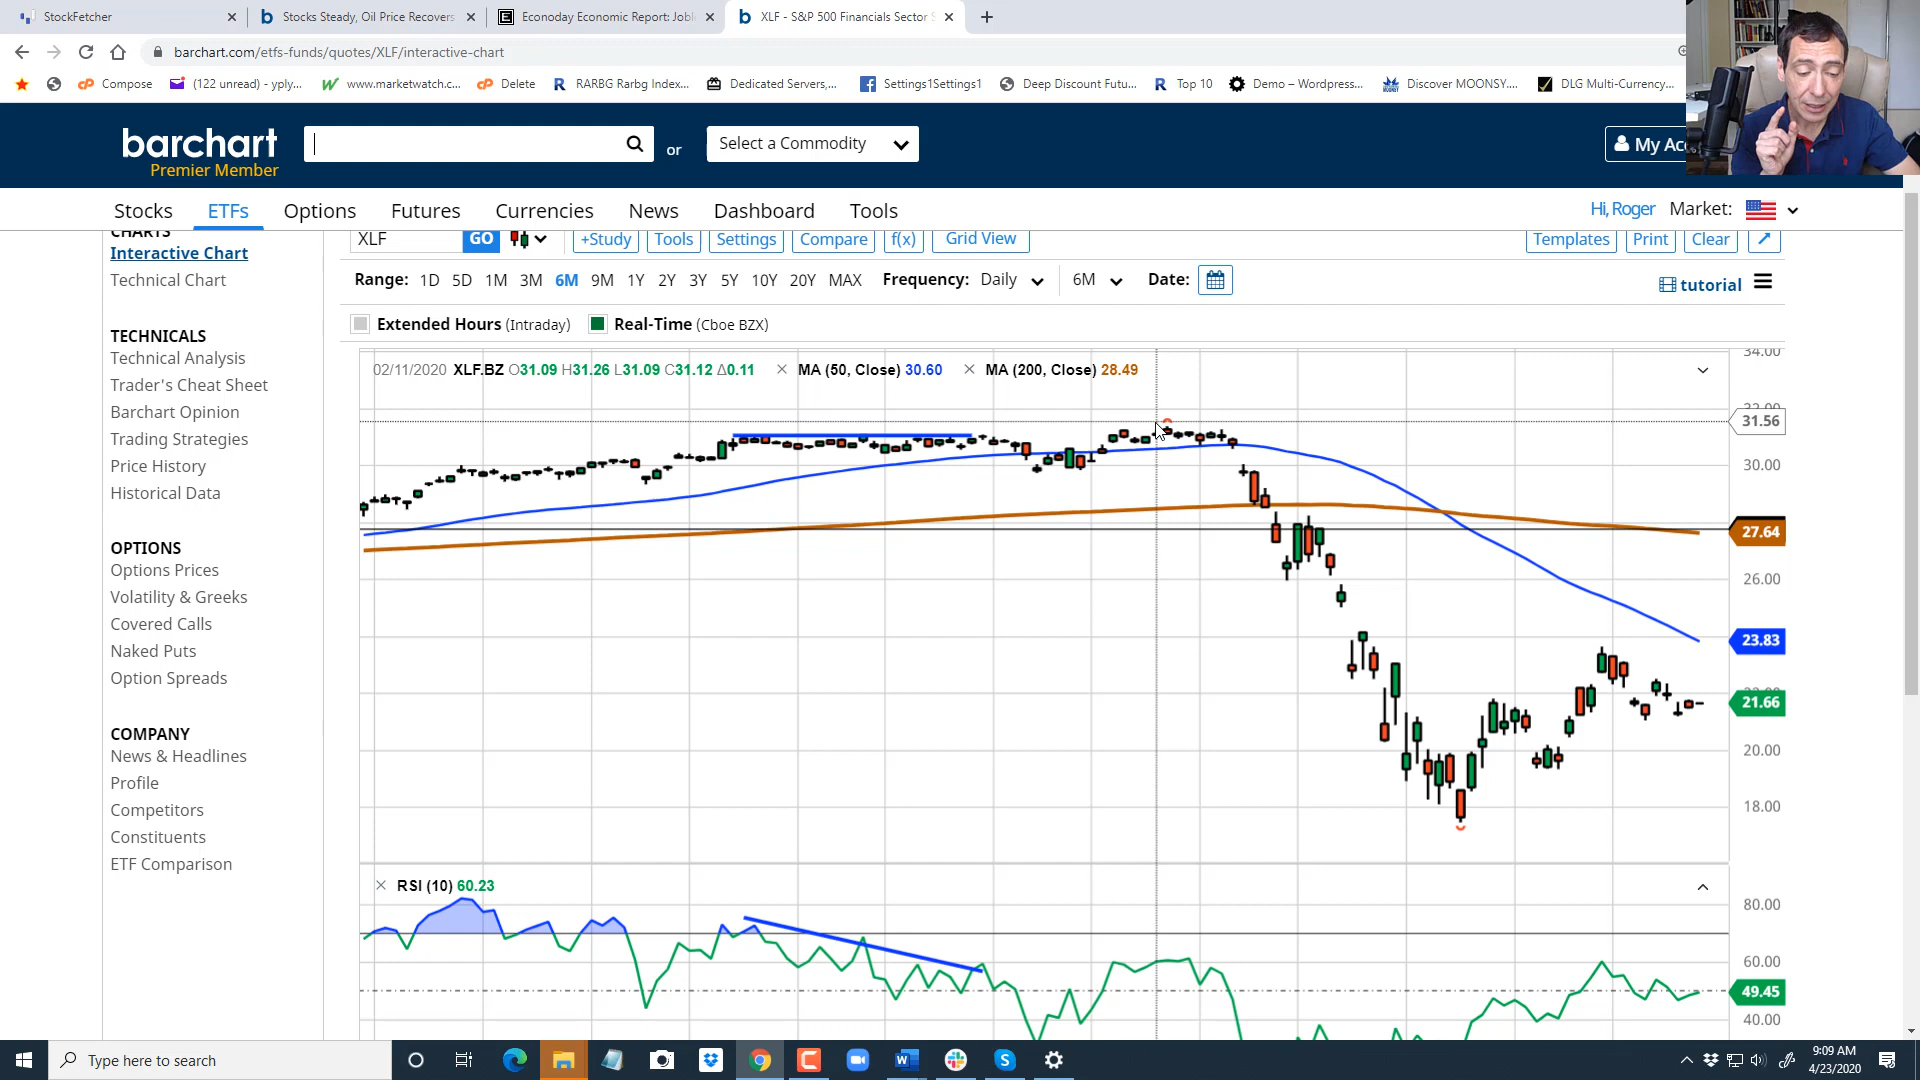 StockFetcher
Stocks Steady, Oil Price Recovers
Econoday Economic Report: Jobl
XLF - S&P 500 Financials Sector S
barchart.com/etfs-funds/quotes/XLF/interactive-chart
Compose
(122 unread) - yply...
www.marketwatch.c...
Delete
RARBG Rarbg Index...
Dedicated Servers,...
Settings1Settings1
Deep Discount Futu...
Top 10
Demo – Wordpress...
Discover MOONSY....
DLG Multi-Currency...
barchart
Premier Member
or
Select a Commodity
My Acc
Stocks
ETFs
Options
Futures
Currencies
News
Dashboard
Tools
Hi, Roger
Market:
CHARTS
Interactive Chart
Technical Chart
TECHNICALS
Technical Analysis
Trader's Cheat Sheet
Barchart Opinion
Trading Strategies
Price History
Historical Data
OPTIONS
Options Prices
Volatility & Greeks
Covered Calls
Naked Puts
Option Spreads
COMPANY
News & Headlines
Profile
Competitors
Constituents
ETF Comparison
XLF
GO
+Study
Tools
Settings
Compare
f(x)
Grid View
Templates
Print
Clear
Range: 1D 5D 1M 3M 6M 9M 1Y 2Y 3Y 5Y 10Y 20Y MAX
Frequency: Daily
6M
Date:
tutorial
Extended Hours (Intraday)
Real-Time (Cboe BZX)
02/11/2020 XLF.BZ O31.09 H31.26 L31.09 C31.12 Δ0.11
MA (50, Close) 30.60
MA (200, Close) 28.49
34.00
32.00
31.56
30.00
27.64
26.00
23.83
22.00
21.66
20.00
18.00
RSI (10) 60.23
80.00
60.00
49.45
40.00
Type here to search
9:09 AM
4/23/2020